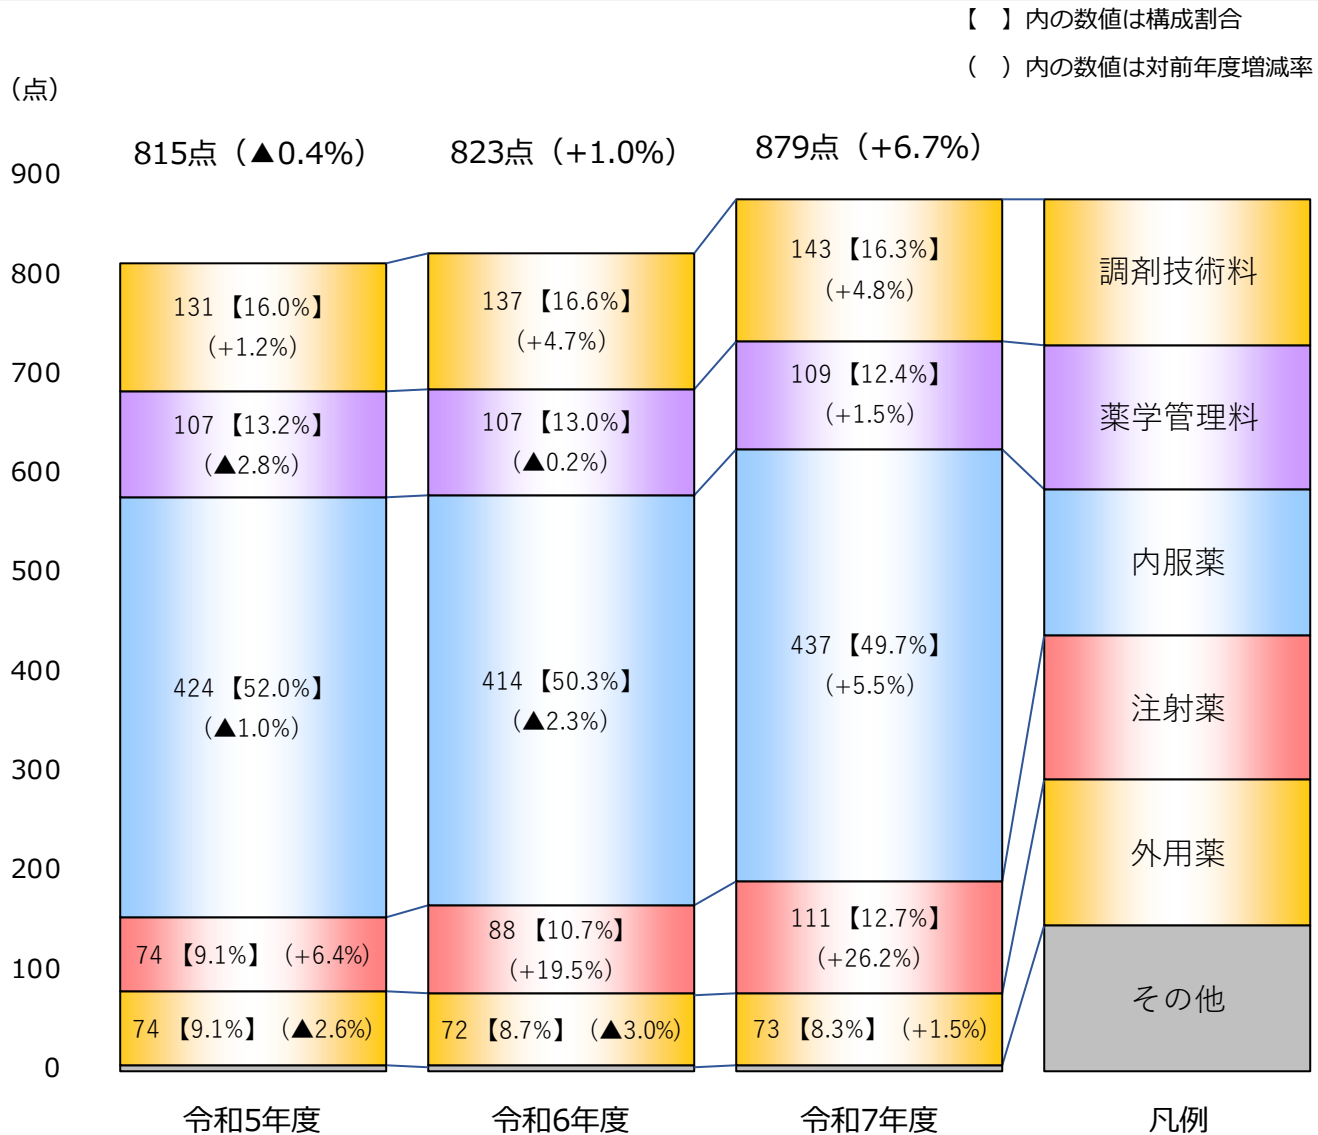 【　】内の数値は構成割合
（　）内の数値は対前年度増減率
（点）
815点（▲0.4%）
823点（+1.0%）
879点（+6.7%）
900
800
700
600
500
400
300
200
100
0
131 【16.0%】
（+1.2%）
107 【13.2%】
（▲2.8%）
424 【52.0%】
（▲1.0%）
74 【9.1%】（+6.4%）
74 【9.1%】（▲2.6%）
137 【16.6%】
（+4.7%）
107 【13.0%】
（▲0.2%）
414 【50.3%】
（▲2.3%）
88 【10.7%】
（+19.5%）
72 【8.7%】（▲3.0%）
143 【16.3%】
（+4.8%）
109 【12.4%】
（+1.5%）
437 【49.7%】
（+5.5%）
111 【12.7%】
（+26.2%）
73 【8.3%】（+1.5%）
調剤技術料
薬学管理料
内服薬
注射薬
外用薬
その他
令和5年度
令和6年度
令和7年度
凡例